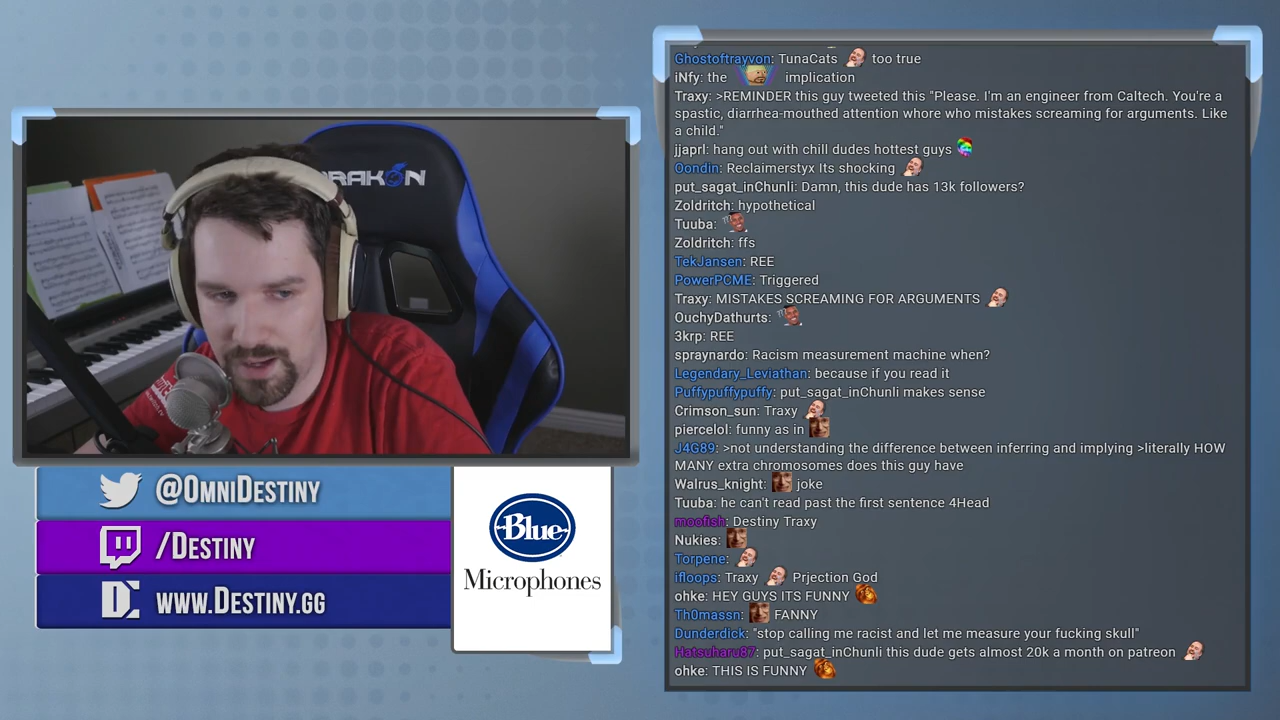 DRAKON
@OmniDestiny
/Destiny
www.Destiny.gg
Blue
Microphones
Ghostoftrayvon: TunaCats too true
iNfy: the implication
Traxy: >REMINDER this guy tweeted this "Please. I'm an engineer from Caltech. You're a
spastic, diarrhea-mouthed attention whore who mistakes screaming for arguments. Like
a child."
jjaprl: hang out with chill dudes hottest guys
Oondin: Reclaimerstyx Its shocking
put_sagat_inChunli: Damn, this dude has 13k followers?
Zoldritch: hypothetical
Tuuba:
Zoldritch: ffs
TekJansen: REE
PowerPCME: Triggered
Traxy: MISTAKES SCREAMING FOR ARGUMENTS
OuchyDathurts:
3krp: REE
spraynardo: Racism measurement machine when?
Legendary_Leviathan: because if you read it
Puffypuffypuffy: put_sagat_inChunli makes sense
Crimson_sun: Traxy
piercelol: funny as in
J4G89: >not understanding the difference between inferring and implying >literally HOW
MANY extra chromosomes does this guy have
Walrus_knight: joke
Tuuba: he can't read past the first sentence 4Head
moofish: Destiny Traxy
Nukies:
Torpene:
ifloops: Traxy Prjection God
ohke: HEY GUYS ITS FUNNY
Th0massn: FANNY
Dunderdick: "stop calling me racist and let me measure your fucking skull"
Hatsuharu87: put_sagat_inChunli this dude gets almost 20k a month on patreon
ohke: THIS IS FUNNY